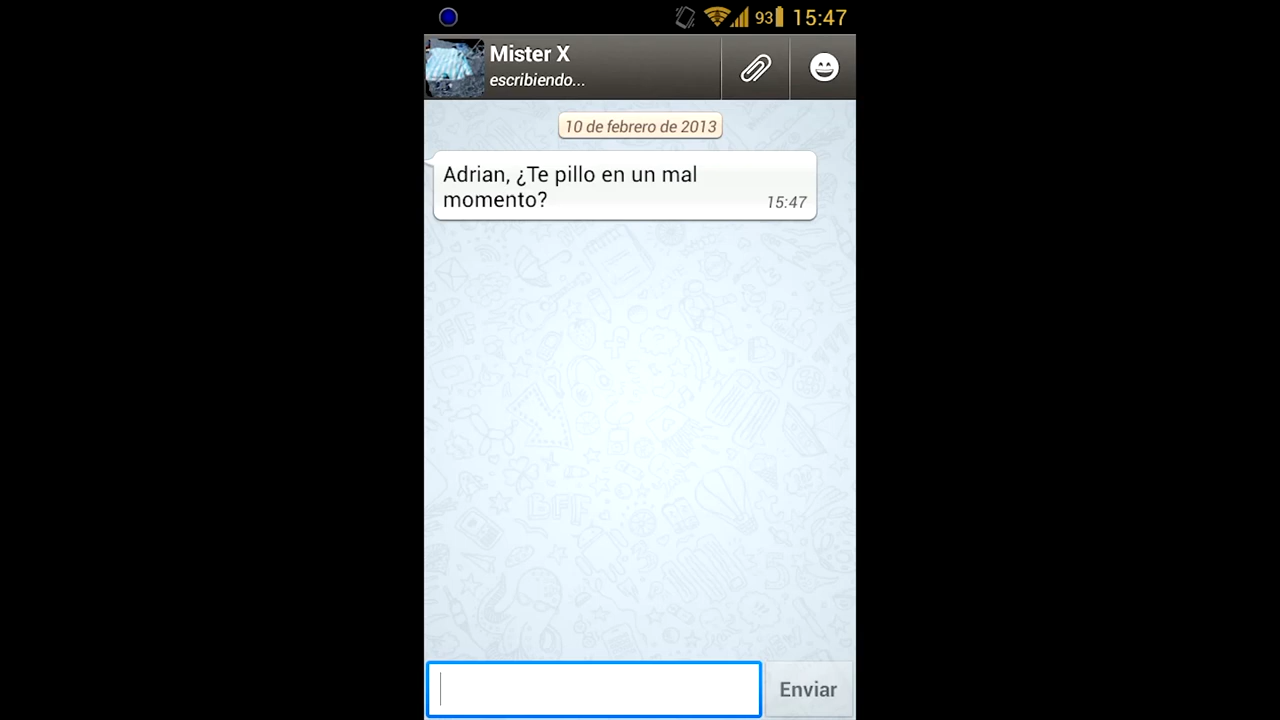 93 15:47
Mister X
escribiendo...
10 de febrero de 2013
Adrian, ¿Te pillo en un mal
momento?
15:47
BFF
Enviar